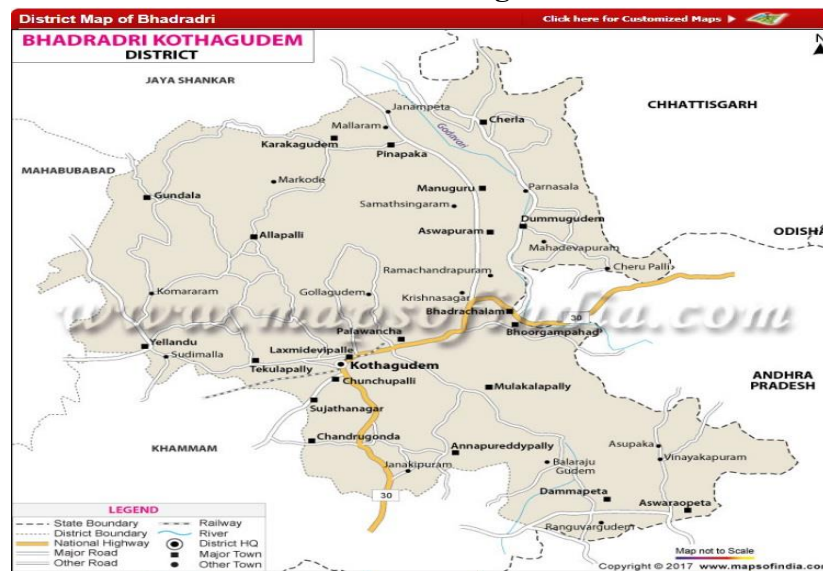 District Map of Bhadradri
Click here for Customized Maps
BHADRADRI KOTHAGUDEM
DISTRICT
N
JAYA SHANKAR
CHHATTISGARH
MAHABUBABAD
ODISHA
ANDHRA
PRADESH
KHAMMAM
Janampeta
Mallaram
Cherla
Godavari
Karakagudem
Pinapaka
Markode
Manuguru
Parnasala
Gundala
Samathsingaram
Dummugudem
Allapalli
Aswapuram
Mahadevapuram
Ramachandrapuram
Cheru Palli
Komararam
Gollagudem
Krishnasagar
Bhadrachalam
30
www.mapsofindia.com
Bhoorgampahad
Palawancha
Yellandu
Sudimalla
Laxmidevipalle
Tekulapally
Kothagudem
Chunchupalli
Mulakalapally
Sujathanagar
Chandrugonda
Annapureddypally
Asupaka
Vinayakapuram
Janakipuram
Balaraju
Gudem
30
Dammapeta
Aswaraopeta
Ranguvargudem
LEGEND
State Boundary
Railway
District Boundary
River
National Highway
District HQ
Major Road
Major Town
Other Road
Other Town
Map not to Scale
Copyright © 2017 www.mapsofindia.com